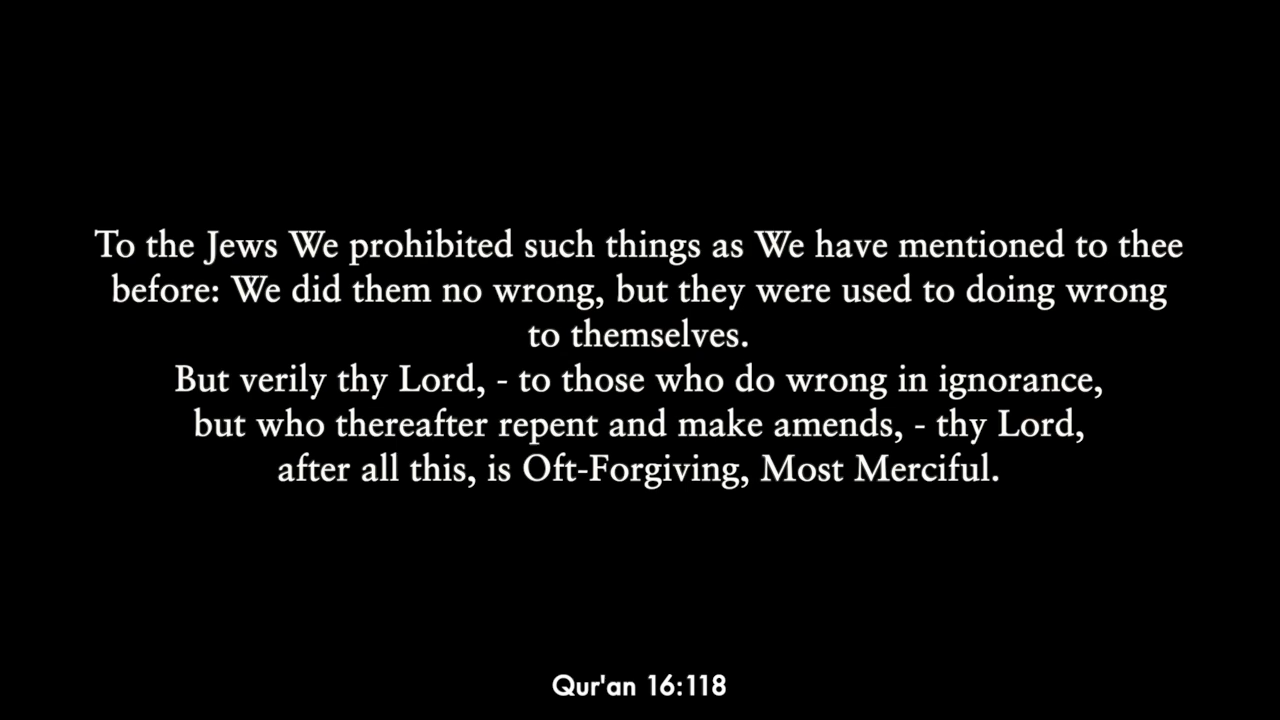 To the Jews We prohibited such things as We have mentioned to thee
before: We did them no wrong, but they were used to doing wrong
to themselves.
But verily thy Lord, - to those who do wrong in ignorance,
but who thereafter repent and make amends, - thy Lord,
after all this, is Oft-Forgiving, Most Merciful.
Qur'an 16:118